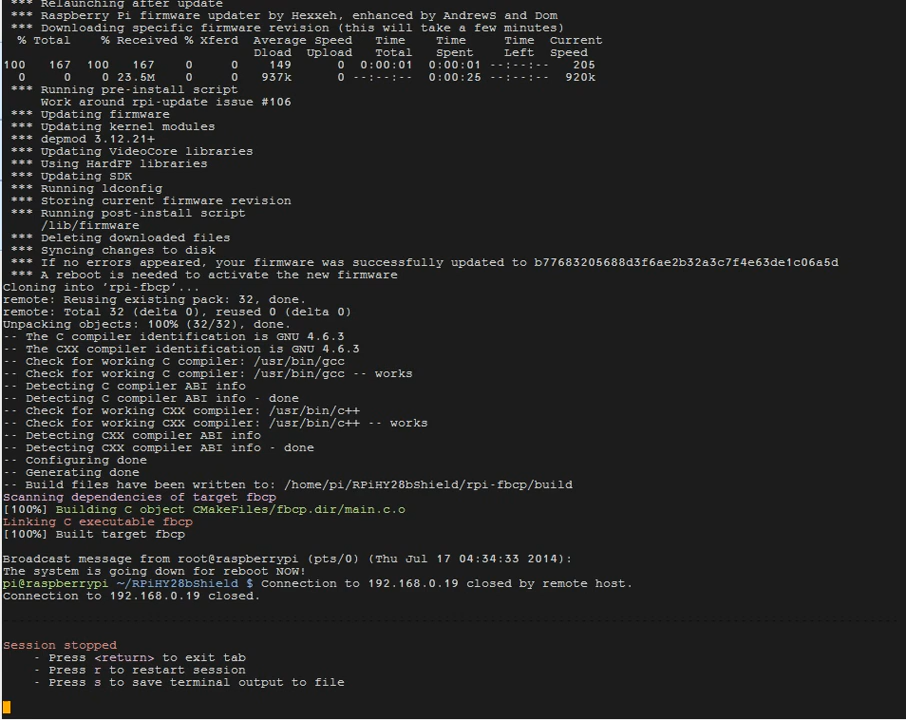 *** Relaunching after update
*** Raspberry Pi firmware updater by Hexxeh, enhanced by AndrewS and Dom
*** Downloading specific firmware revision (this will take a few minutes)
% Total % Received % Xferd Average Speed Time Time Time Current
Dload Upload Total Spent Left Speed
100 167 100 167 0 0 149 0 0:00:01 0:00:01 --:--:-- 205
0 0 0 23.5M 0 0 937k 0 --:--:-- 0:00:25 --:--:-- 920k
*** Running pre-install script
Work around rpi-update issue #106
*** Updating firmware
*** Updating kernel modules
*** depmod 3.12.21+
*** Updating VideoCore libraries
*** Using HardFP libraries
*** Updating SDK
*** Running ldconfig
*** Storing current firmware revision
*** Running post-install script
/lib/firmware
*** Deleting downloaded files
*** Syncing changes to disk
*** If no errors appeared, your firmware was successfully updated to b77683205688d3f6ae2b32a3c7f4e63de1c06a5d
*** A reboot is needed to activate the new firmware
Cloning into 'rpi-fbcp'...
remote: Reusing existing pack: 32, done.
remote: Total 32 (delta 0), reused 0 (delta 0)
Unpacking objects: 100% (32/32), done.
-- The C compiler identification is GNU 4.6.3
-- The CXX compiler identification is GNU 4.6.3
-- Check for working C compiler: /usr/bin/gcc
-- Check for working C compiler: /usr/bin/gcc -- works
-- Detecting C compiler ABI info
-- Detecting C compiler ABI info - done
-- Check for working CXX compiler: /usr/bin/c++
-- Check for working CXX compiler: /usr/bin/c++ -- works
-- Detecting CXX compiler ABI info
-- Detecting CXX compiler ABI info - done
-- Configuring done
-- Generating done
-- Build files have been written to: /home/pi/RPiHY28bShield/rpi-fbcp/build
Scanning dependencies of target fbcp
[100%] Building C object CMakeFiles/fbcp.dir/main.c.o
Linking C executable fbcp
[100%] Built target fbcp
Broadcast message from root@raspberrypi (pts/0) (Thu Jul 17 04:34:33 2014):
The system is going down for reboot NOW!
pi@raspberrypi ~/RPiHY28bShield $ Connection to 192.168.0.19 closed by remote host.
Connection to 192.168.0.19 closed.
Session stopped
- Press <return> to exit tab
- Press r to restart session
- Press s to save terminal output to file